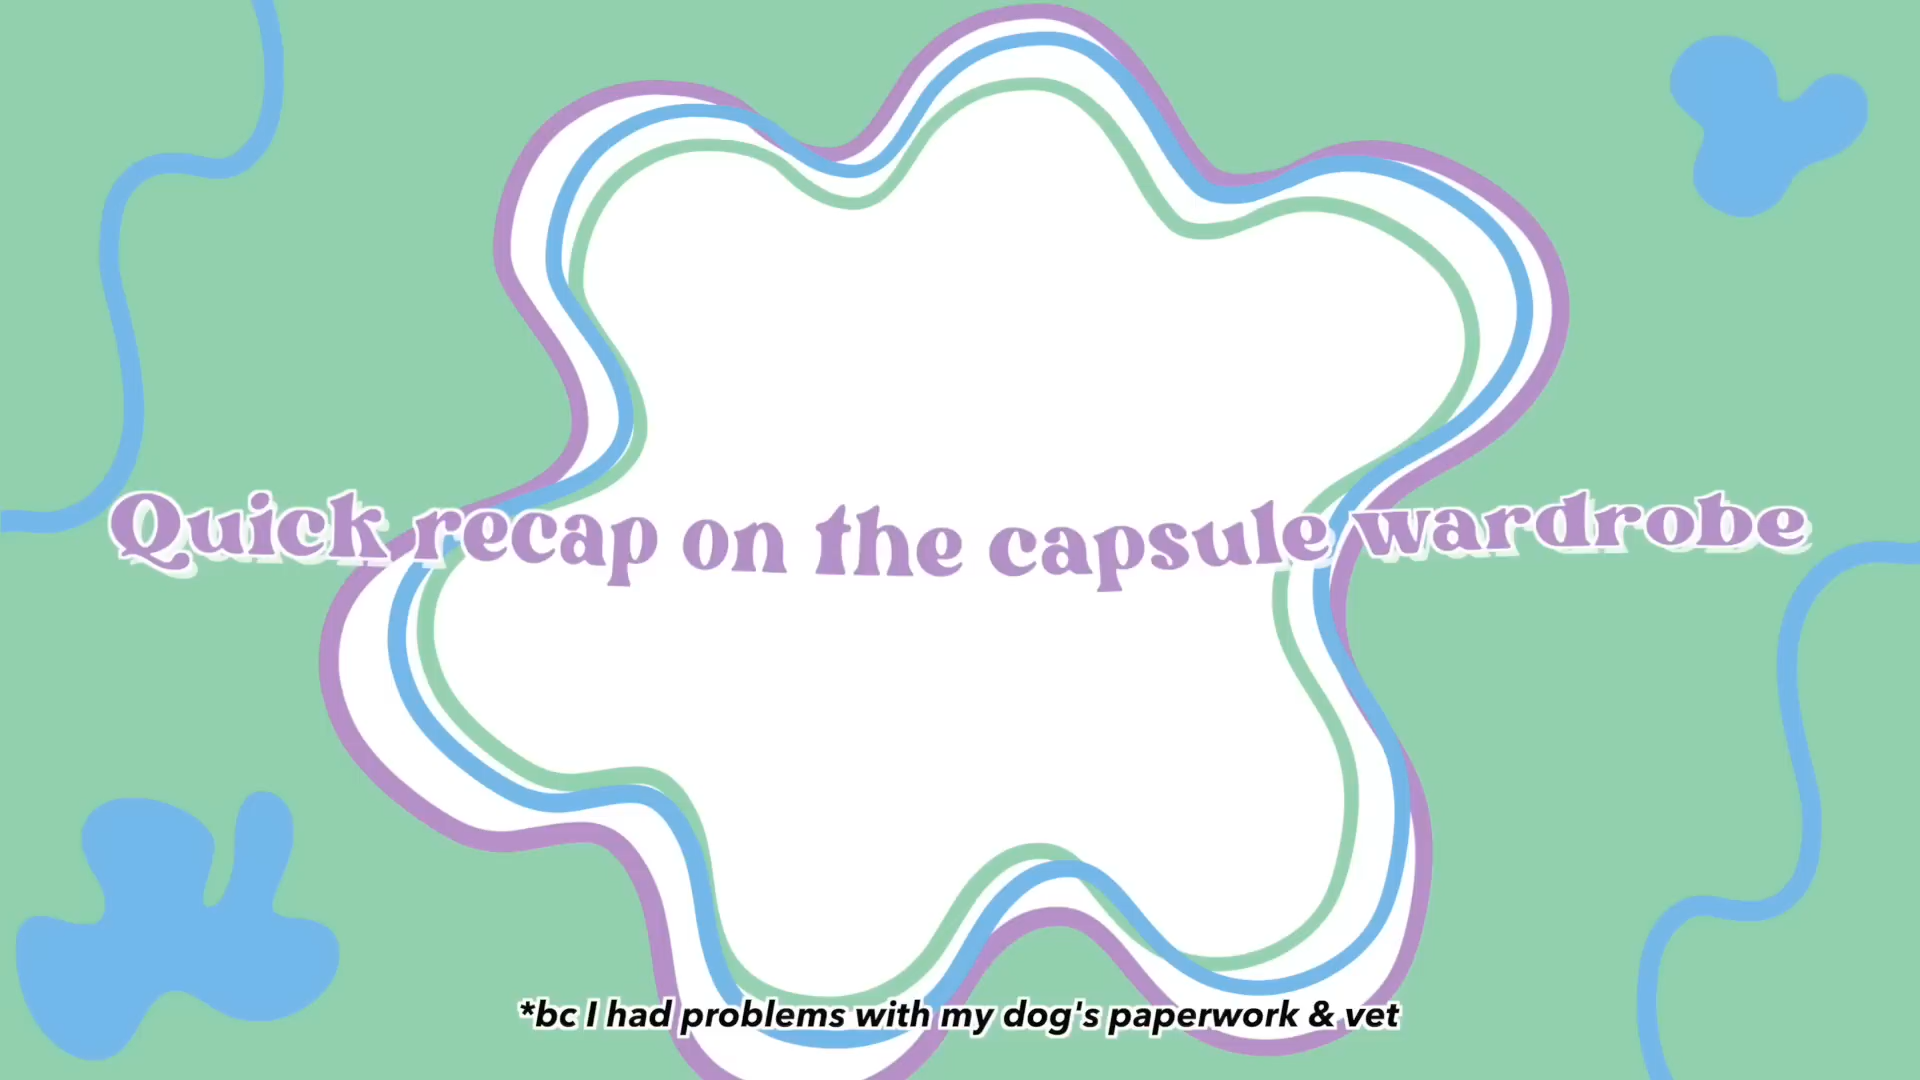 Quick recap on the capsule wardrobe
*bc I had problems with my dog's paperwork & vet